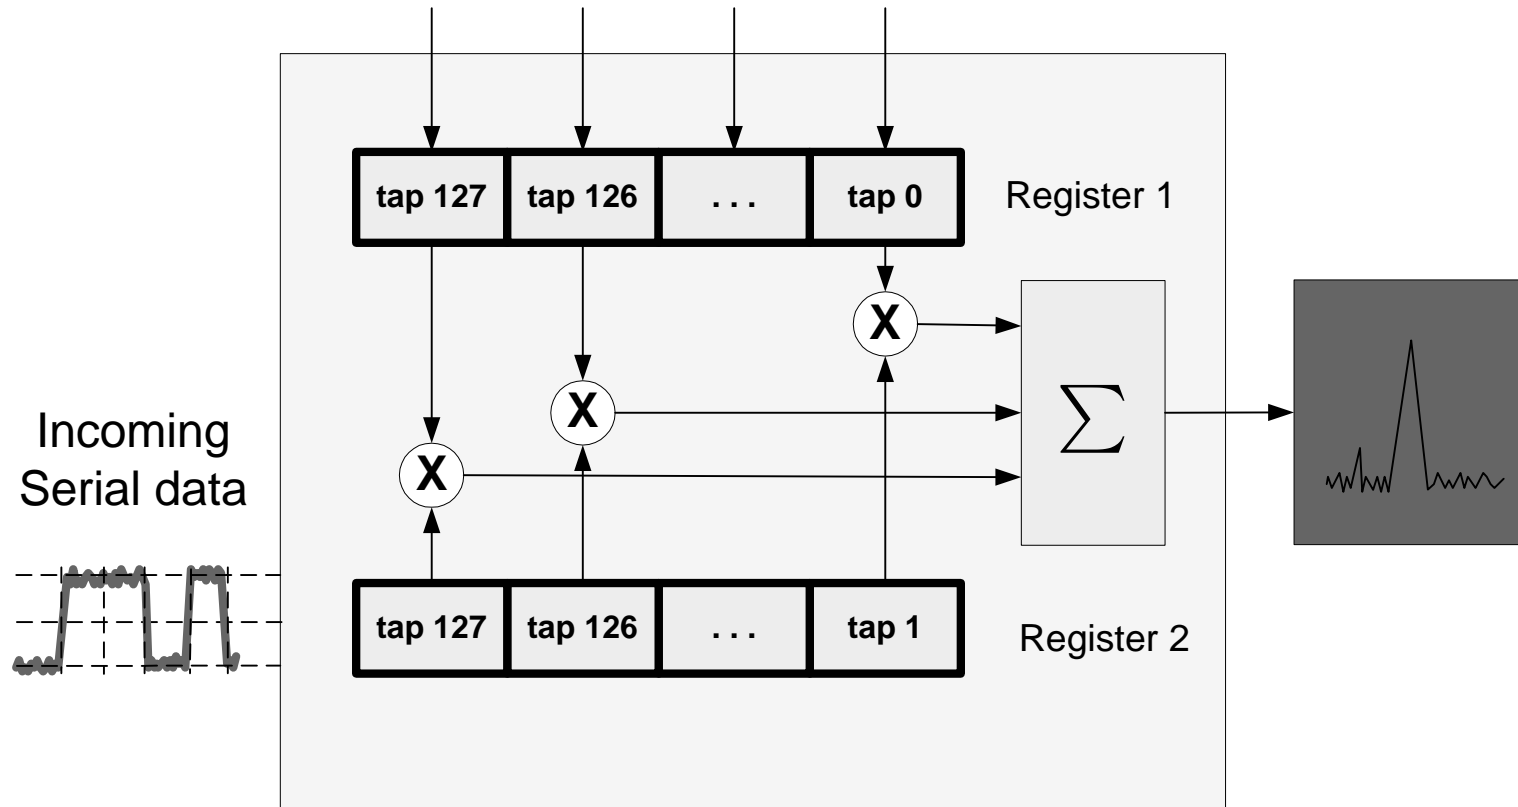 tap 127 tap 126 . . . tap 0 Register 1
X
X
X
Σ
Incoming
Serial data
tap 127 tap 126 . . . tap 1 Register 2